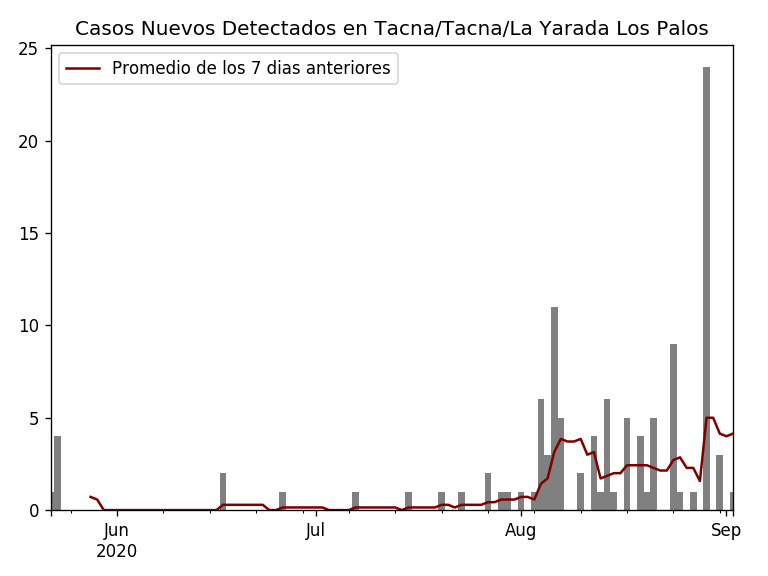 Casos Nuevos Detectados en Tacna/Tacna/La Yarada Los Palos
Promedio de los 7 dias anteriores
25
20
15
10
5
0
Jun
2020
Jul
Aug
Sep